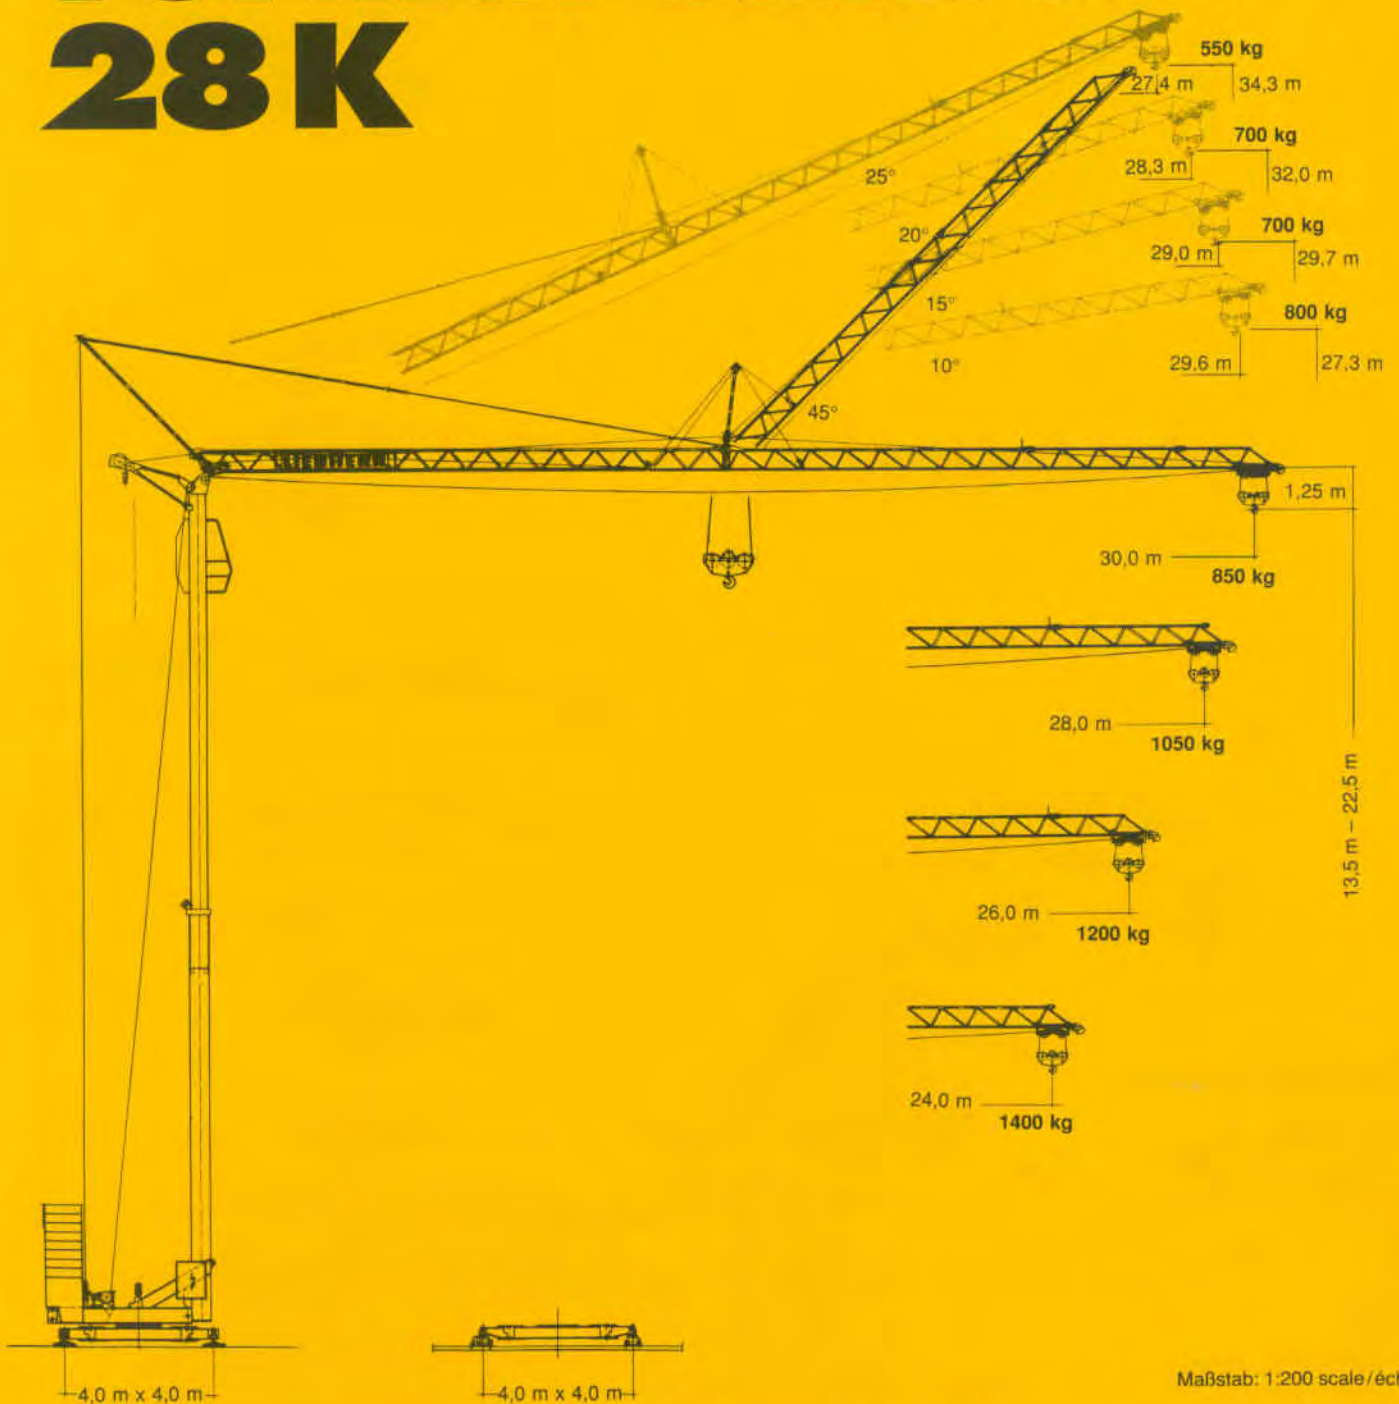 28 K
550 kg
27,4 m 34,3 m
700 kg
28,3 m 32,0 m
25°
700 kg
20°
29,0 m 29,7 m
15°
800 kg
29,6 m 27,3 m
10°
45°
LIEBHERR
1,25 m
30,0 m
850 kg
28,0 m
1050 kg
13,5 m – 22,5 m
26,0 m
1200 kg
24,0 m
1400 kg
4,0 m x 4,0 m
4,0 m x 4,0 m
Maßstab: 1:200 scale/éch